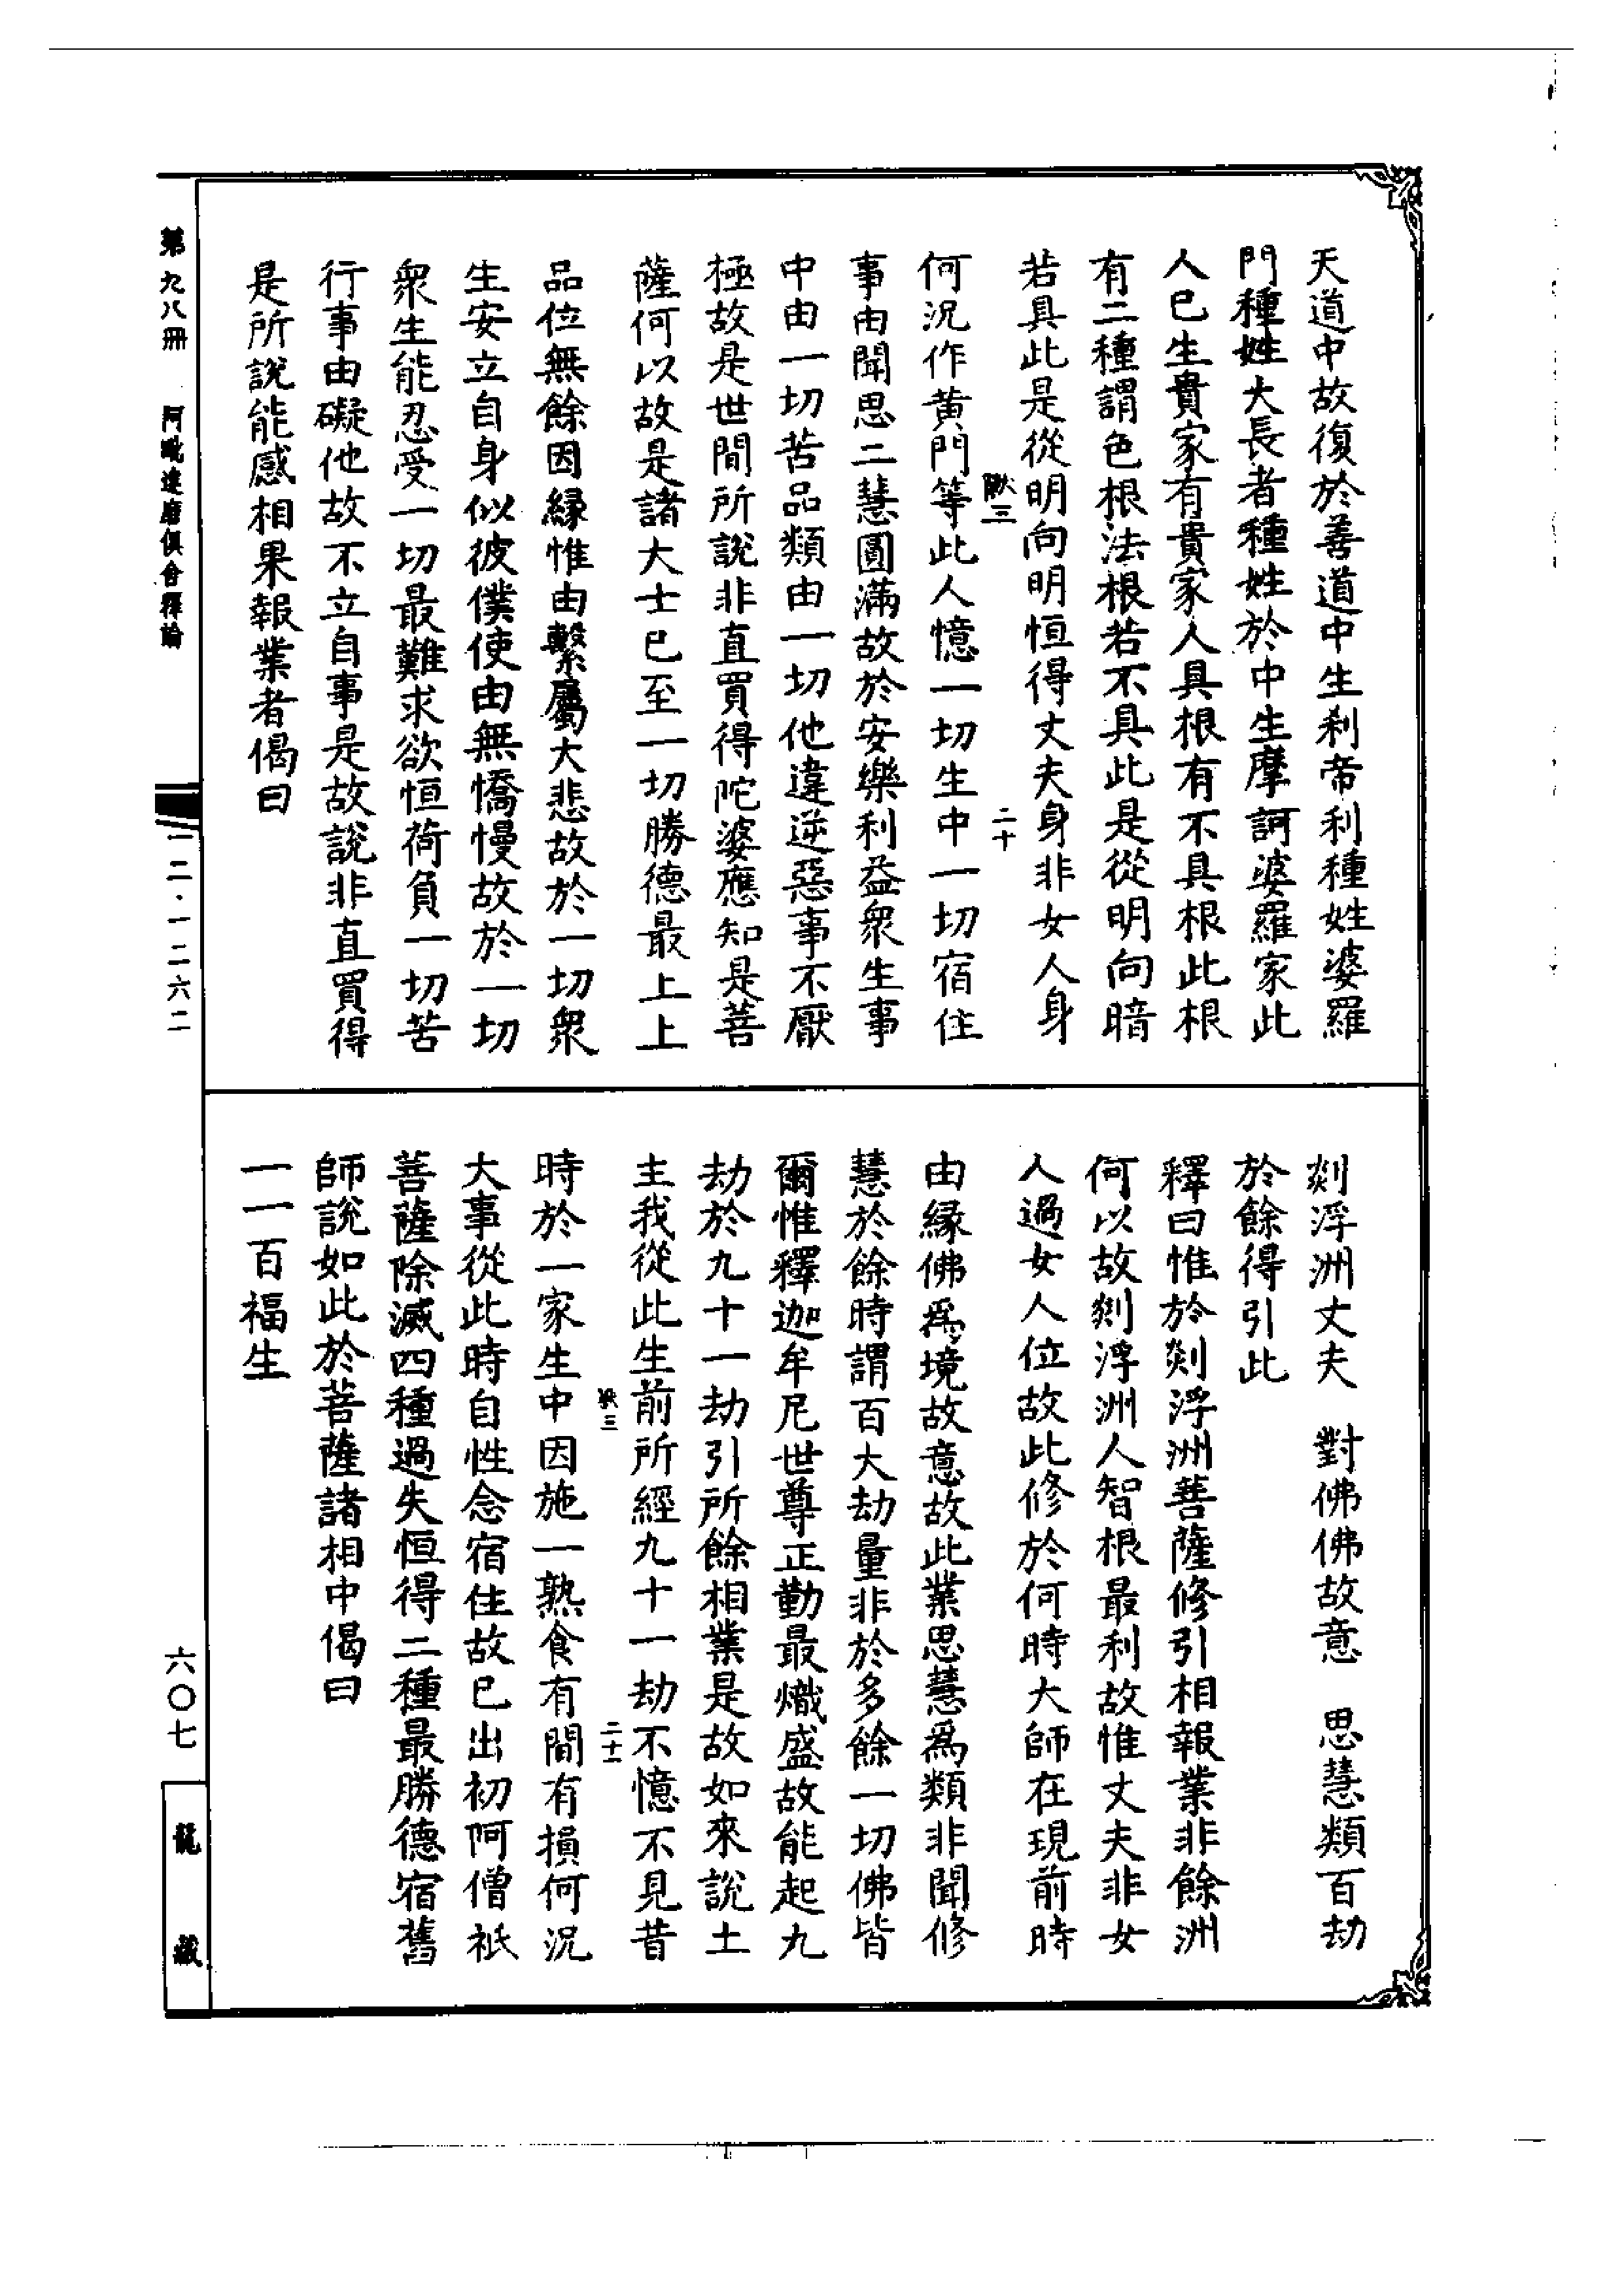 天道中故復於善道中生刹帝利種姓婆羅
門種姓大長者種姓於中生摩訶婆羅家此
人已生貴家有貴家人具根有不具根此根
有二種謂色根法根若不具此是從明向暗
若具此是從明向明恒得丈夫身非女人身
二十
何況作黄門等此人憶一切生中一切宿住
事由聞思二慧圓滿故於安樂利益衆生事
中由一切苦品類由一切他違逆惡事不厭
極故是世間所說非直買得陀婆應知是菩
薩何以故是諸大士已至一切勝德最上上
品位無餘因緣惟由繫屬大悲故於一切衆
生安立自身似彼僕使由無憍慢故於一切
衆生能忍受一切最難求欲恒荷負一切苦
行事由礙他故不立自事是故說非直買得
是所說能感相果報業者偈曰
剡浮洲丈夫 對佛佛故意 思慧類百劫
於餘得引此
釋曰惟於剡浮洲菩薩修引相報業非餘洲
何以故剡浮洲人智根最利故惟丈夫非女
人過女人位故此修於何時大師在現前時
由緣佛爲境故意故此業思慧爲類非聞修
慧於餘時謂百大劫量非於多餘一切佛皆
爾惟釋迦牟尼世尊正勤最熾盛故能起九
劫於九十一劫引所餘相業是故如來說土
主我從此生前所經九十一劫不憶不見昔
二十一
時於一家生中因施一熟食有間有損何況
大事從此時自性念宿住故已出初阿僧祇
菩薩除滅四種過失恒得二種最勝德宿舊
師說如此於菩薩諸相中偈曰
一一百福生
第九八冊 阿毗達磨俱舍釋論
一二·一二六二
六〇七
龍藏